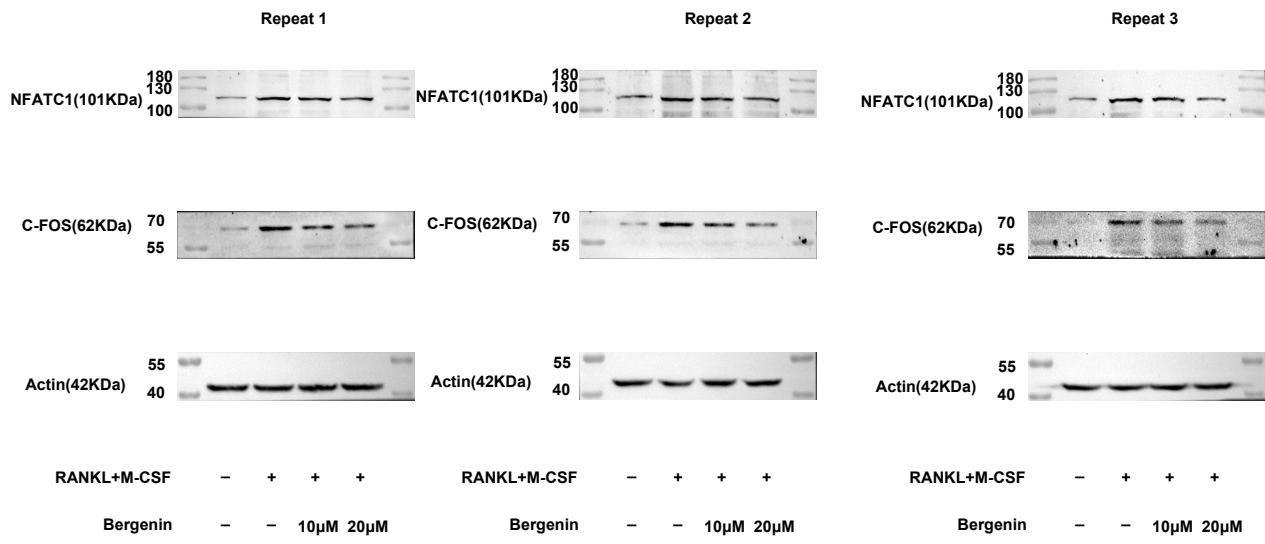 Repeat 1 Repeat 2 Repeat 3
NFATC1(101KDa) 180 130 100 NFATC1(101KDa) 180 130 100 NFATC1(101KDa) 180 130 100
C-FOS(62KDa) 70 55 C-FOS(62KDa) 70 55 C-FOS(62KDa) 70 55
Actin(42KDa) 55 40 Actin(42KDa) 55 40 Actin(42KDa) 55 40
RANKL+M-CSF – + + + RANKL+M-CSF – + + + RANKL+M-CSF – + + +
Bergenin – – 10μM 20μM Bergenin – – 10μM 20μM Bergenin – – 10μM 20μM